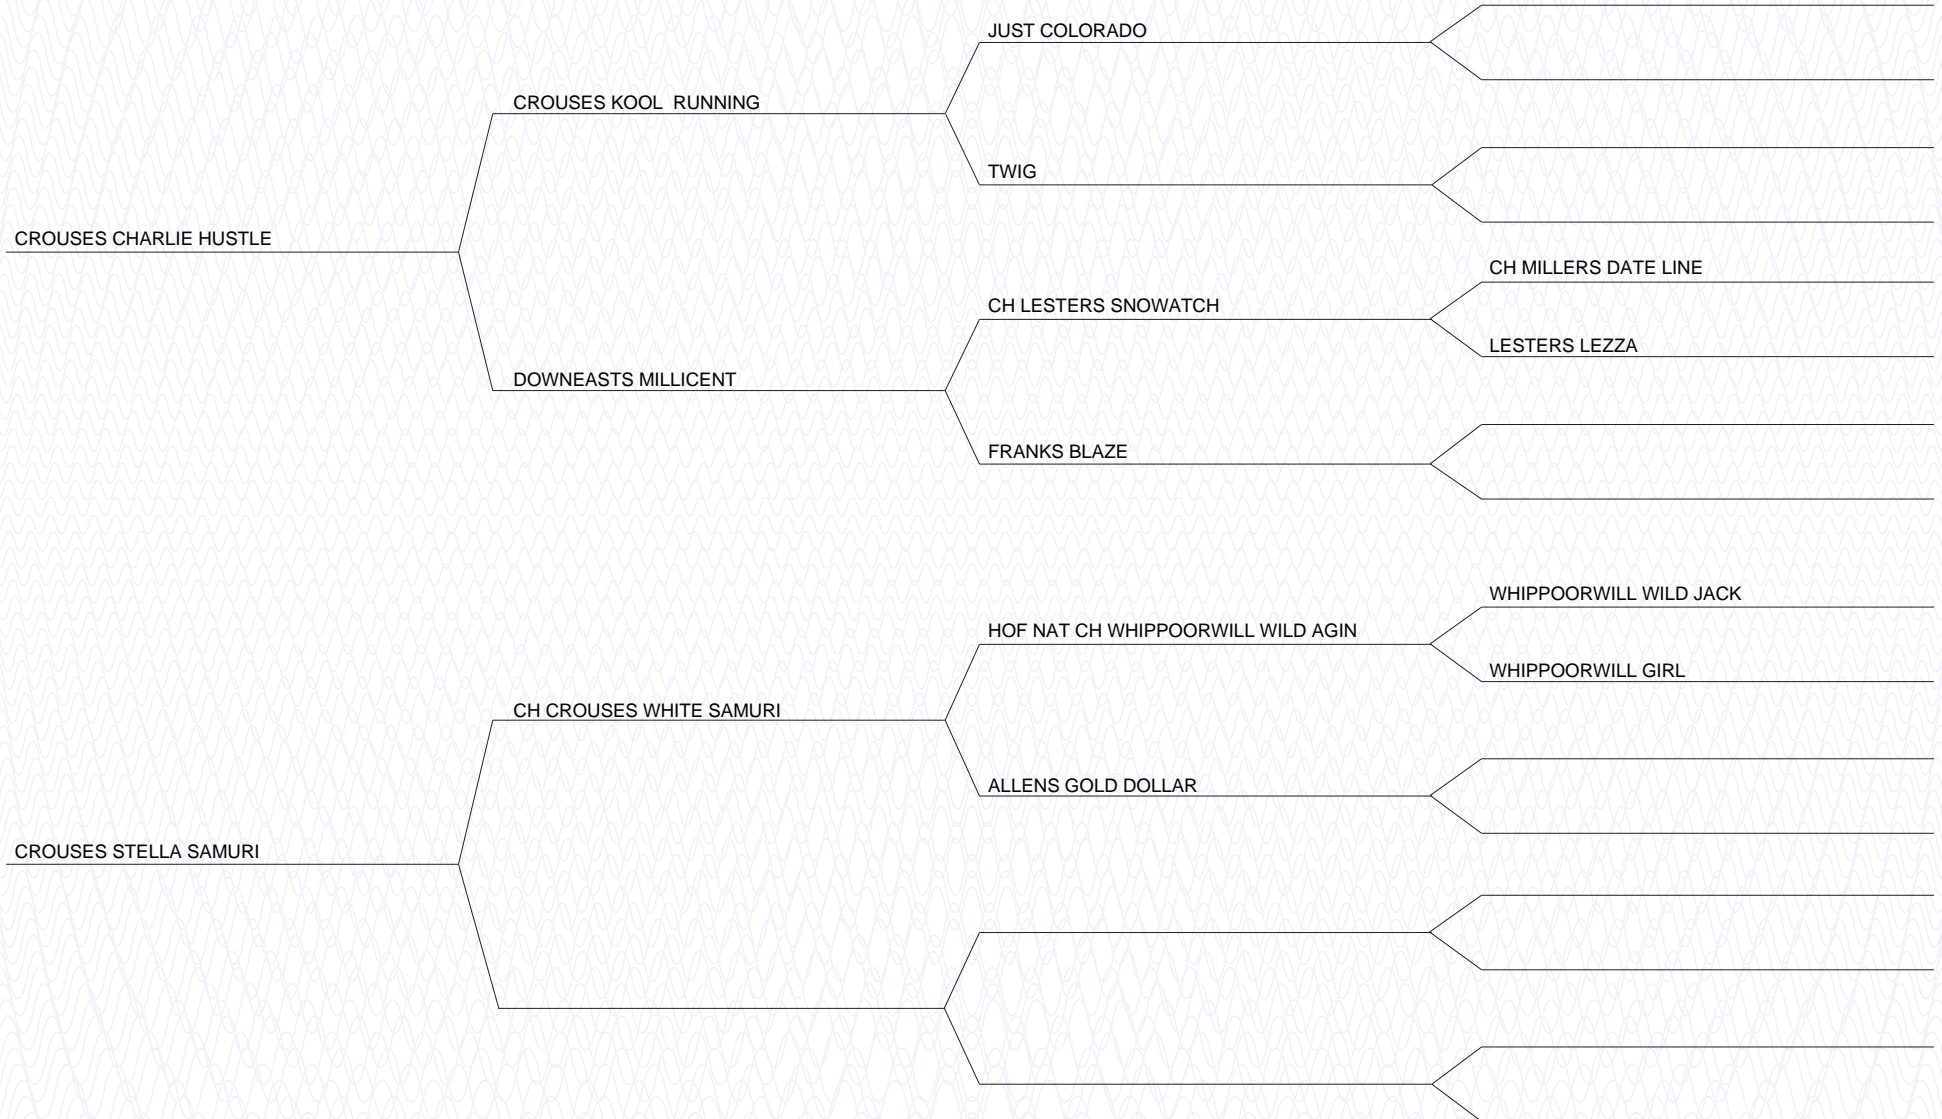 JUST COLORADO
CROUSES KOOL  RUNNING
TWIG
CROUSES CHARLIE HUSTLE
CH MILLERS DATE LINE
CH LESTERS SNOWATCH
LESTERS LEZZA
DOWNEASTS MILLICENT
FRANKS BLAZE
WHIPPOORWILL WILD JACK
HOF NAT CH WHIPPOORWILL WILD AGIN
WHIPPOORWILL GIRL
CH CROUSES WHITE SAMURI
ALLENS GOLD DOLLAR
CROUSES STELLA SAMURI